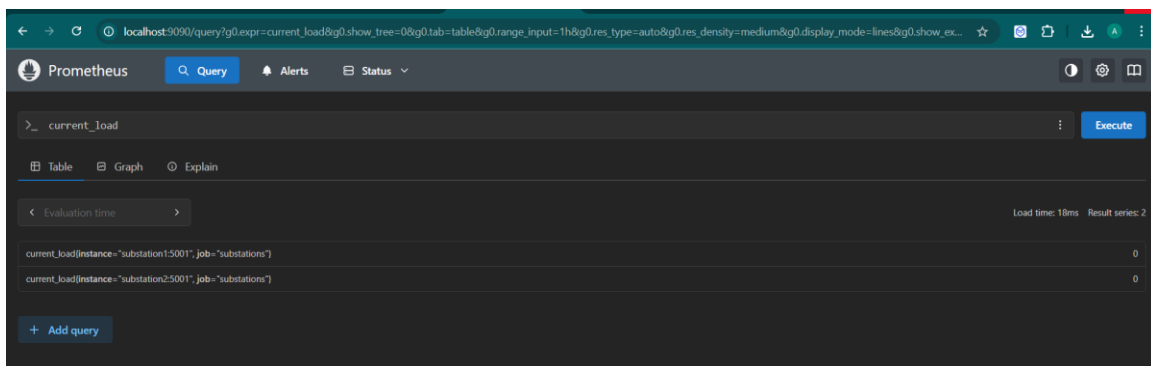 localhost:9090/query?g0.expr=current_load&g0.show_tree=0&g0.tab=table&g0.range_input=1h&g0.res_type=auto&g0.res_density=medium&g0.display_mode=lines&g0.show_ex...
A
Prometheus Query Alerts Status
>_ current_load Execute
Table Graph Explain
Evaluation time Load time: 18ms Result series: 2
current_load{instance="substation1:5001", job="substations"} 0
current_load{instance="substation2:5001", job="substations"} 0
+ Add query